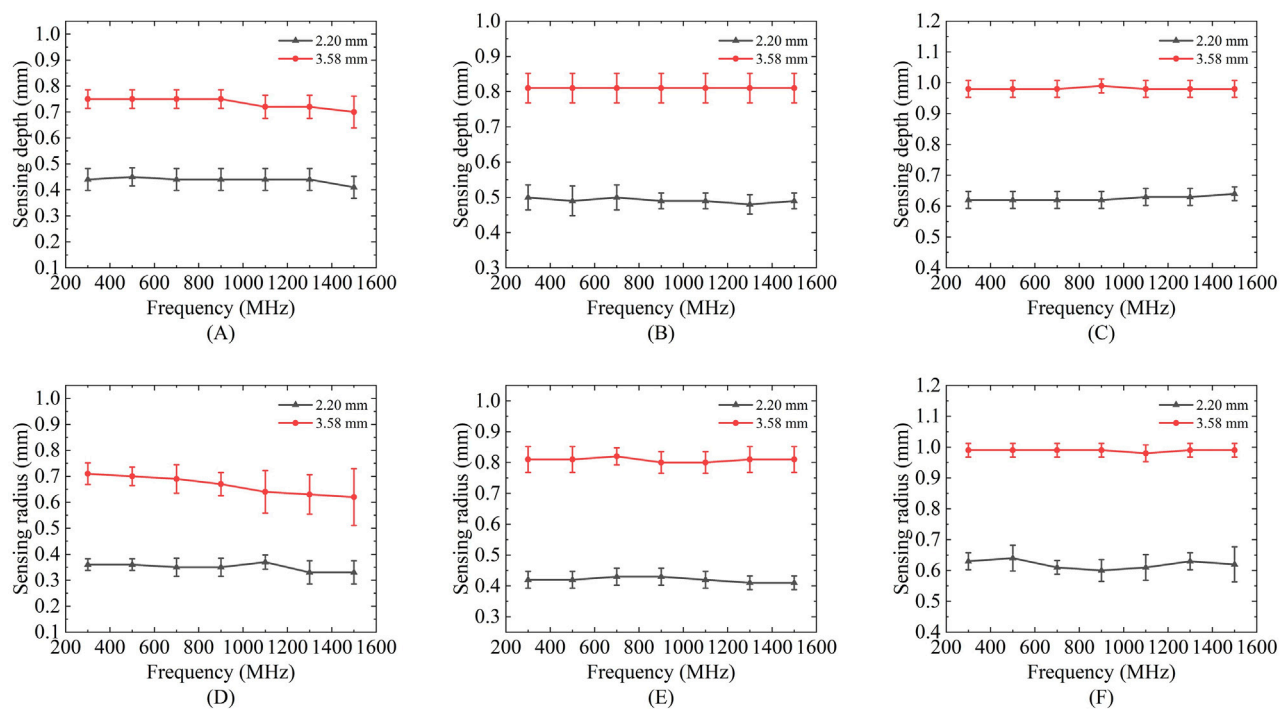 2.20 mm
3.58 mm
Sensing depth (mm)
1.0
0.9
0.8
0.7
0.6
0.5
0.4
0.3
0.2
0.1
200 400 600 800 1000 1200 1400 1600
Frequency (MHz)
(A)
2.20 mm
3.58 mm
Sensing depth (mm)
1.0
0.9
0.8
0.7
0.6
0.5
0.4
0.3
200 400 600 800 1000 1200 1400 1600
Frequency (MHz)
(B)
2.20 mm
3.58 mm
Sensing depth (mm)
1.2
1.1
1.0
0.9
0.8
0.7
0.6
0.5
0.4
200 400 600 800 1000 1200 1400 1600
Frequency (MHz)
(C)
2.20 mm
3.58 mm
Sensing radius (mm)
1.0
0.9
0.8
0.7
0.6
0.5
0.4
0.3
0.2
0.1
200 400 600 800 1000 1200 1400 1600
Frequency (MHz)
(D)
2.20 mm
3.58 mm
Sensing radius (mm)
1.0
0.9
0.8
0.7
0.6
0.5
0.4
0.3
200 400 600 800 1000 1200 1400 1600
Frequency (MHz)
(E)
2.20 mm
3.58 mm
Sensing radius (mm)
1.2
1.1
1.0
0.9
0.8
0.7
0.6
0.5
0.4
200 400 600 800 1000 1200 1400 1600
Frequency (MHz)
(F)